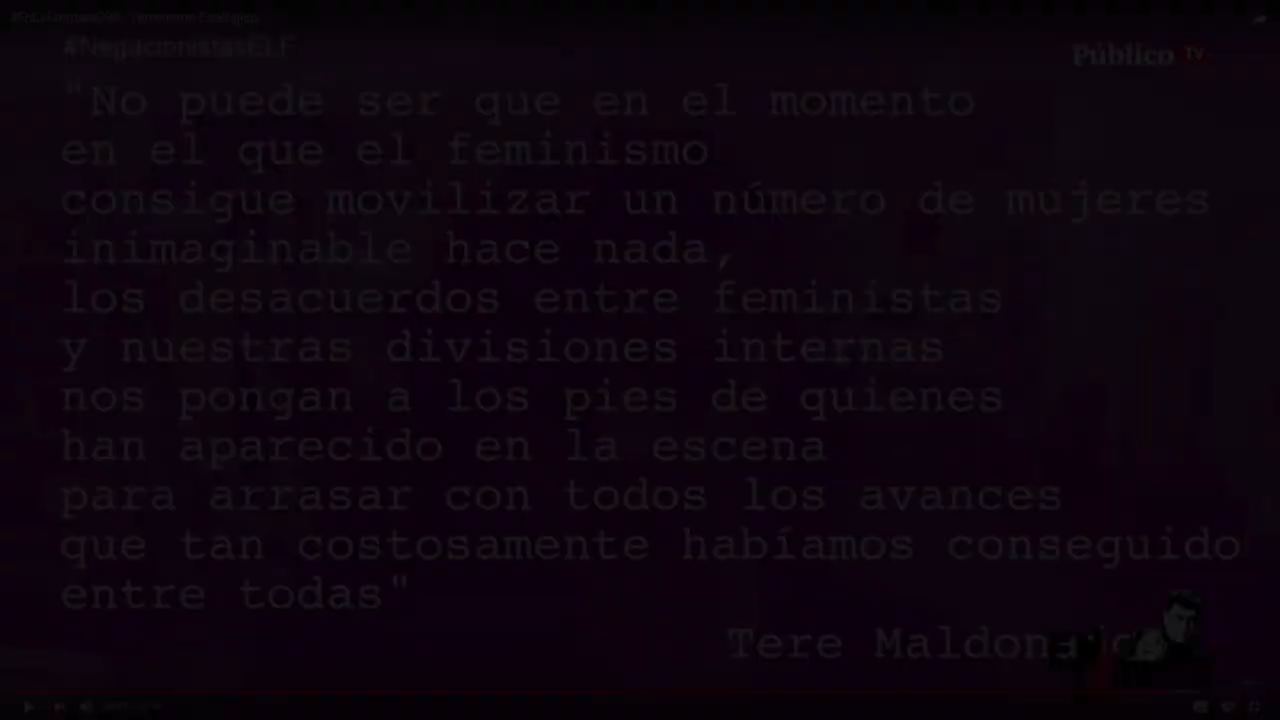 #NegacionistasELF
Público TV
"No puede ser que en el momento
en el que el feminismo
consigue movilizar un número de mujeres
inimaginable hace nada,
los desacuerdos entre feministas
y nuestras divisiones internas
nos pongan a los pies de quienes
han aparecido en la escena
para arrasar con todos los avances
que tan costosamente habíamos conseguido
entre todas"
Tere Maldonado